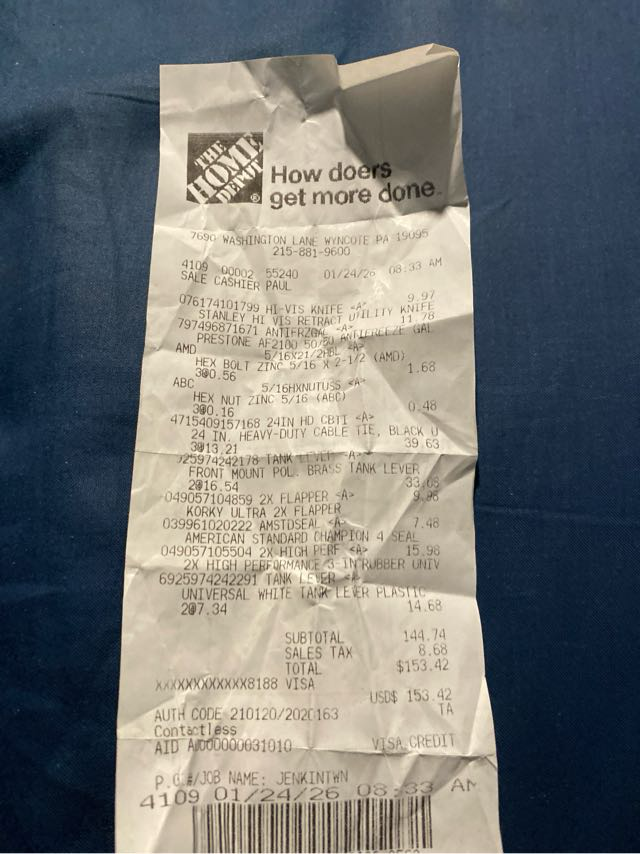 THE
HOME
DEPOT
How doers
get more done
7690 WASHINGTON LANE WYNCOTE PA 19095
215-881-9600
4109 00002 55240 01/24/26 08:33 AM
SALE CASHIER PAUL
076174101799 HI-VIS KNIFE <A> 9.97
STANLEY HI VIS RETRACT UTILITY KNIFE
797496871671 ANTIFRZGAL <A> 11.78
PRESTONE AF2100 50/50 ANTIFREEZE GAL
AMD 5/16X21/2HBL <A>
HEX BOLT ZINC 5/16 X 2-1/2 (AMD)
3@0.56 1.68
ABC 5/16HXNUTUSS <A>
HEX NUT ZINC 5/16 (ABC)
3@0.16 0.48
4715409157168 24IN HD CBTI <A>
24 IN. HEAVY-DUTY CABLE TIE, BLACK U
3@13.21 39.63
TANK LEVER <A>
FRONT MOUNT POL. BRASS TANK LEVER
2@16.54 33.08
049057104859 2X FLAPPER <A> 9.98
KORKY ULTRA 2X FLAPPER
039961020222 AMSTDSEAL <A> 7.48
AMERICAN STANDARD CHAMPION 4 SEAL
049057105504 2X HIGH PERF <A> 15.98
2X HIGH PERFORMANCE 3 IN RUBBER UNIV
6925974242291 TANK LEVER <A>
UNIVERSAL WHITE TANK LEVER PLASTIC
2@7.34 14.68
SUBTOTAL 144.74
SALES TAX 8.68
TOTAL $153.42
XXXXXXXXXXXX8188 VISA
USD$ 153.42
AUTH CODE 210120/2020163 TA
Contactless
AID A0000000031010 VISA CREDIT
P.O.#/JOB NAME: JENKINTWN
4109 01/24/26 08:33 AM